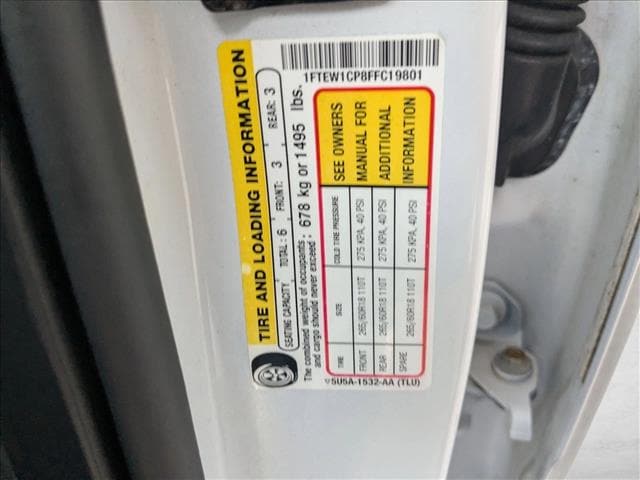 TIRE AND LOADING INFORMATION
SEATING CAPACITY TOTAL: 6 FRONT: 3 REAR: 3
The combined weight of occupants and cargo should never exceed: 678 kg or 1495 lbs.
TIRE SIZE COLD TIRE PRESSURE SEE OWNERS
FRONT 265/60R18 110T 275 KPA, 40 PSI MANUAL FOR
REAR 265/60R18 110T 275 KPA, 40 PSI ADDITIONAL
SPARE 265/60R18 110T 275 KPA, 40 PSI INFORMATION
5U5A-1532-AA (TLU)
1FTEW1CP8FFC19801